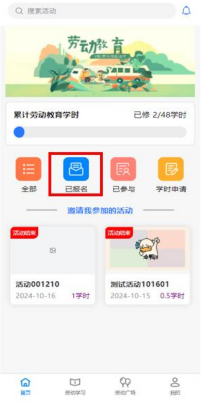 搜索活动
劳动教育
累计劳动教育学时 已修 2/48学时
全部 已报名 已参与 学时申请
邀请我参加的活动
活动结束 活动结束
活动001210 测试活动101601
2024-10-16 1学时 2024-10-15 0.5学时
首页 劳动学习 劳动广场 我的